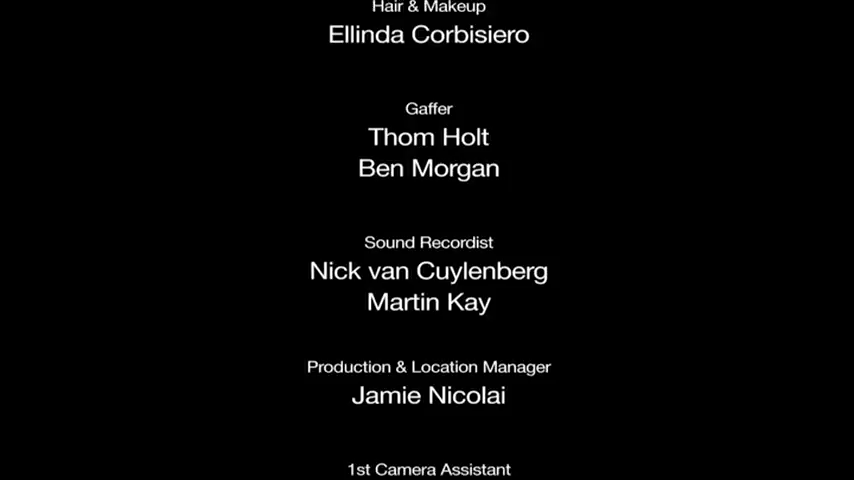 Hair & Makeup
Ellinda Corbisiero
Gaffer
Thom Holt
Ben Morgan
Sound Recordist
Nick van Cuylenberg
Martin Kay
Production & Location Manager
Jamie Nicolai
1st Camera Assistant